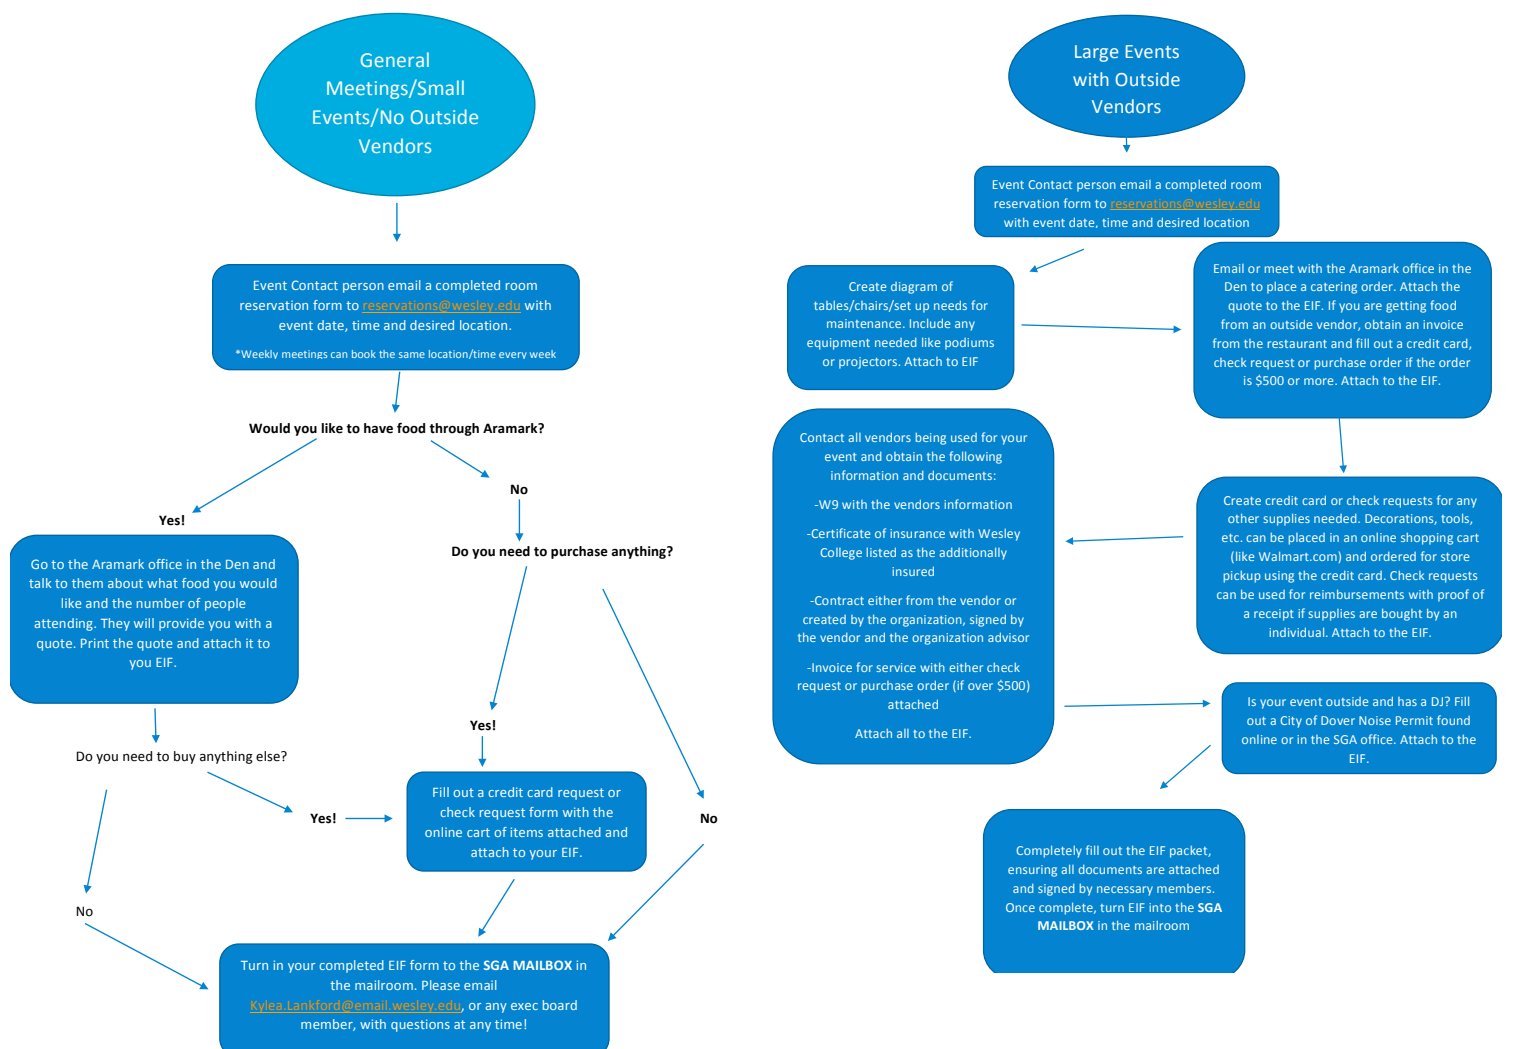 General
Meetings/Small
Events/No Outside
Vendors
Event Contact person email a completed room
reservation form to reservations@wesley.edu with
event date, time and desired location.
*Weekly meetings can book the same location/time every week
Would you like to have food through Aramark?
No
Yes!
Do you need to purchase anything?
Go to the Aramark office in the Den and
talk to them about what food you would
like and the number of people
attending. They will provide you with a
quote. Print the quote and attach it to
you EIF.
Yes!
Do you need to buy anything else?
Fill out a credit card request or
check request form with the
online cart of items attached and
attach to your EIF.
Yes!
No
No
Turn in your completed EIF form to the SGA MAILBOX in
the mailroom. Please email
Kylea.Lankford@email.wesley.edu, or any exec board
member, with questions at any time!
Large Events
with Outside
Vendors
Event Contact person email a completed room
reservation form to reservations@wesley.edu
with event date, time and desired location
Create diagram of
tables/chairs/set up needs for
maintenance. Include any
equipment needed like podiums
or projectors. Attach to EIF
Email or meet with the Aramark office in the
Den to place a catering order. Attach the
quote to the EIF. If you are getting food
from an outside vendor, obtain an invoice
from the restaurant and fill out a credit card,
check request or purchase order if the order
is $500 or more. Attach to the EIF.
Create credit card or check requests for any
other supplies needed. Decorations, tools,
etc. can be placed in an online shopping cart
(like Walmart.com) and ordered for store
pickup using the credit card. Check requests
can be used for reimbursements with proof of
a receipt if supplies are bought by an
individual. Attach to the EIF.
Contact all vendors being used for your
event and obtain the following
information and documents:
-W9 with the vendors information
-Certificate of insurance with Wesley
College listed as the additionally
insured
-Contract either from the vendor or
created by the organization, signed by
the vendor and the organization advisor
-Invoice for service with either check
request or purchase order (if over $500)
attached
Attach all to the EIF.
Is your event outside and has a DJ? Fill
out a City of Dover Noise Permit found
online or in the SGA office. Attach to the
EIF.
Completely fill out the EIF packet,
ensuring all documents are attached
and signed by necessary members.
Once complete, turn EIF into the SGA
MAILBOX in the mailroom